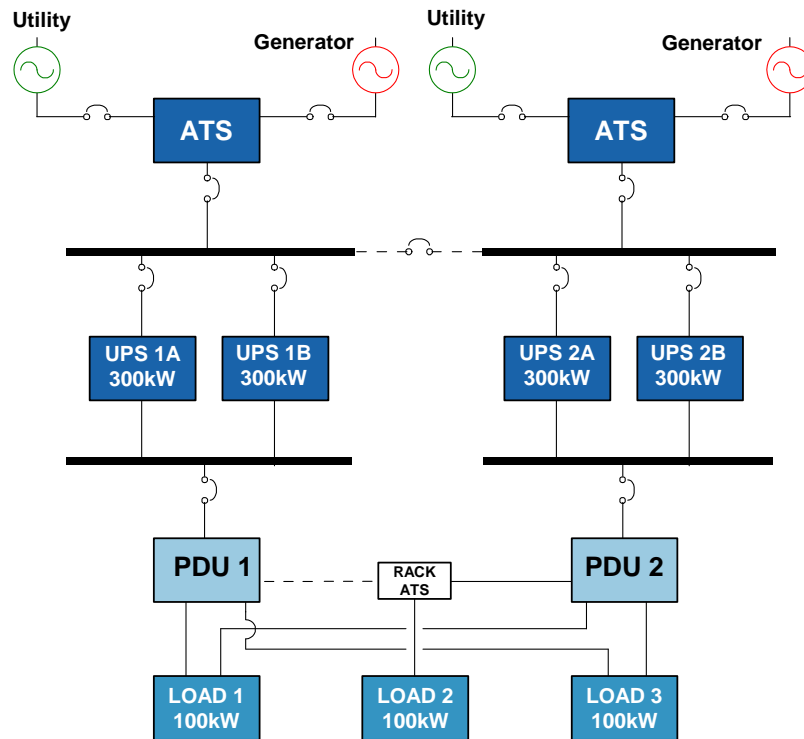 Utility
Generator
Utility
Generator
ATS
ATS
UPS 1A
300kW
UPS 1B
300kW
UPS 2A
300kW
UPS 2B
300kW
PDU 1
RACK
ATS
PDU 2
LOAD 1
100kW
LOAD 2
100kW
LOAD 3
100kW